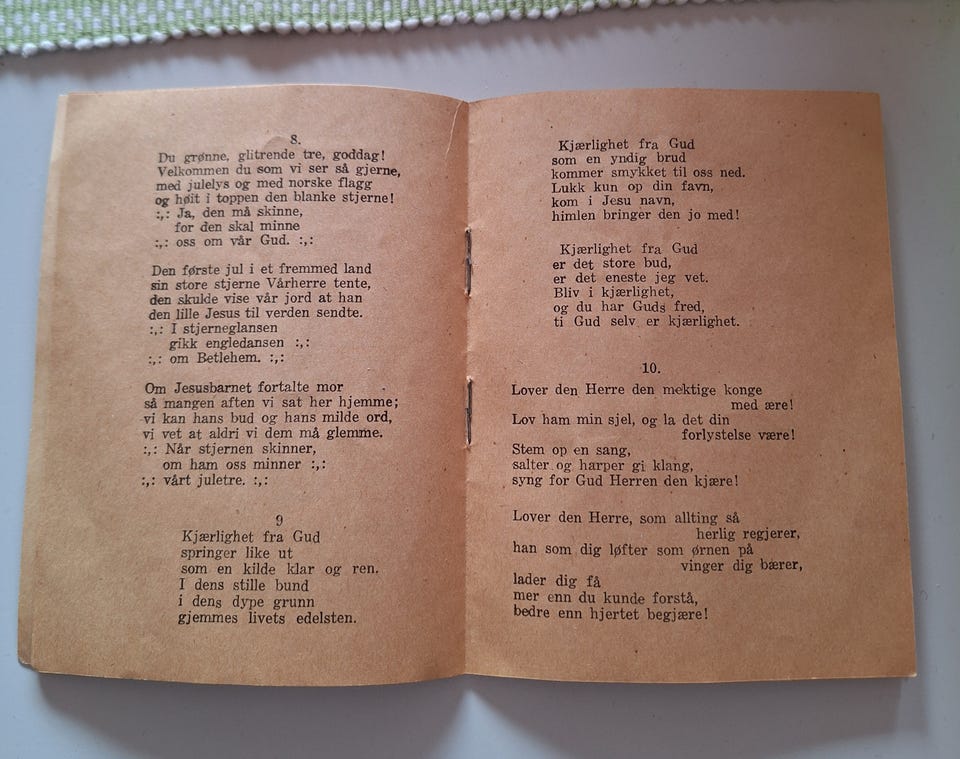 8.
Du grønne, glitrende tre, goddag!
Velkommen du som vi ser så gjerne,
med julelys og med norske flagg
og høit i toppen den blanke stjerne!
:,: Ja, den må skinne,
for den skal minne
:,: oss om vår Gud. :,:
Den første jul i et fremmed land
sin store stjerne Vårherre tente,
den skulde vise vår jord at han
den lille Jesus til verden sendte.
:,: I stjerneglansen
gikk engledansen :,:
:,: om Betlehem. :,:
Om Jesusbarnet fortalte mor
så mangen aften vi sat her hjemme;
vi kan hans bud og hans milde ord,
vi vet at aldri vi dem må glemme.
:,: Når stjernen skinner,
om ham oss minner :,:
:,: vårt juletre. :,:
9
Kjærlighet fra Gud
springer like ut
som en kilde klar og ren.
I dens stille bund
i dens dype grunn
gjemmes livets edelsten.
Kjærlighet fra Gud
som en yndig brud
kommer smykket til oss ned.
Lukk kun op din favn,
kom i Jesu navn,
himlen bringer den jo med!
Kjærlighet fra Gud
er det store bud,
er det eneste jeg vet.
Bliv i kjærlighet,
og du har Guds fred,
ti Gud selv er kjærlighet.
10.
Lover den Herre den mektige konge
med ære!
Lov ham min sjel, og la det din
forlystelse være!
Stem op en sang,
salter og harper gi klang,
syng for Gud Herren den kjære!
Lover den Herre, som allting så
herlig regjerer,
han som dig løfter som ørnen på
vinger dig bærer,
lader dig få
mer enn du kunde forstå,
bedre enn hjertet begjære!